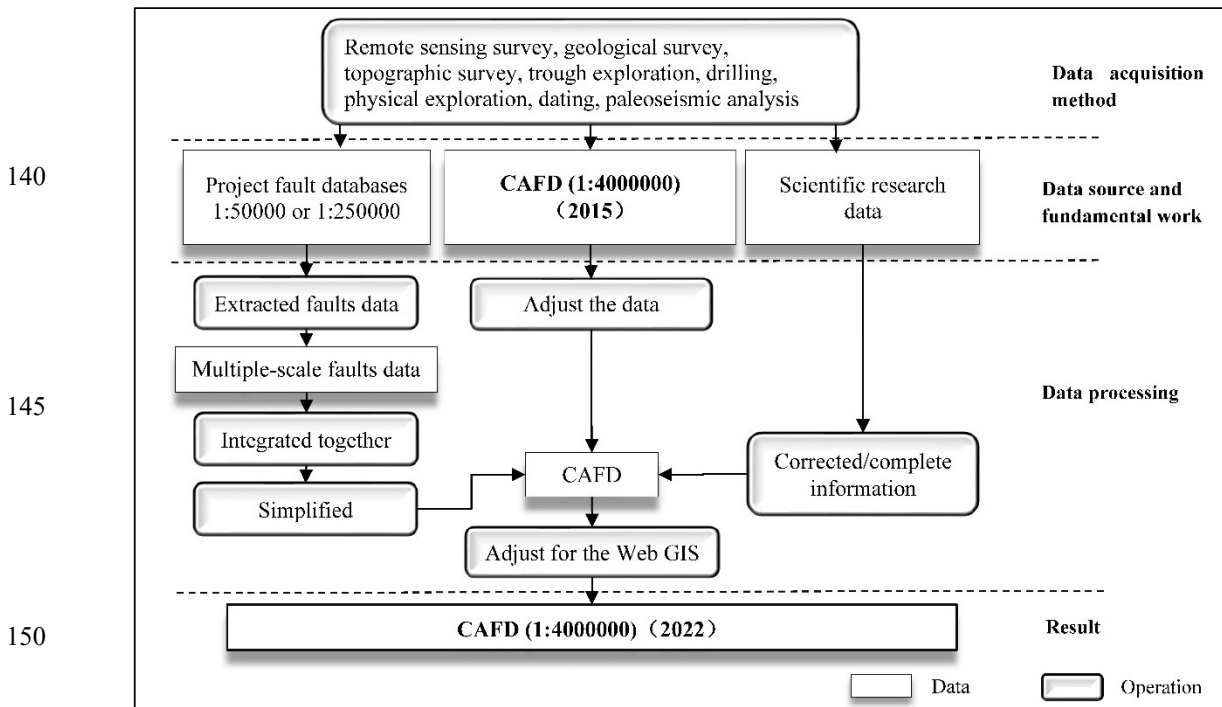 Remote sensing survey, geological survey,
topographic survey, trough exploration, drilling,
physical exploration, dating, paleoseismic analysis
Data acquisition
method
140
Project fault databases
1:50000 or 1:250000
CAFD (1:4000000)
（2015）
Scientific research
data
Data source and
fundamental work
Extracted faults data
Adjust the data
Multiple-scale faults data
145
Data processing
Integrated together
Corrected/complete
information
CAFD
Simplified
Adjust for the Web GIS
150
CAFD (1:4000000)（2022）
Result
Data
Operation